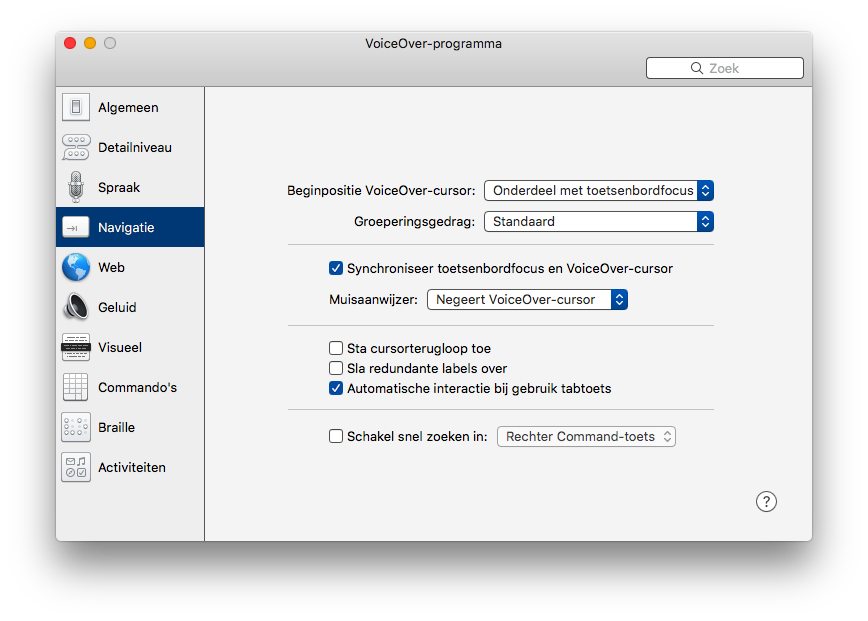 VoiceOver-programma
Zoek
Algemeen
Detailniveau
Spraak
Navigatie
Web
Geluid
Visueel
Commando's
Braille
Activiteiten
Beginpositie VoiceOver-cursor: Onderdeel met toetsenbordfocus
Groeperingsgedrag: Standaard
Synchroniseer toetsenbordfocus en VoiceOver-cursor
Muisaanwijzer: Negeert VoiceOver-cursor
Sta cursorterugloop toe
Sla redundante labels over
Automatische interactie bij gebruik tabtoets
Schakel snel zoeken in: Rechter Command-toets
?